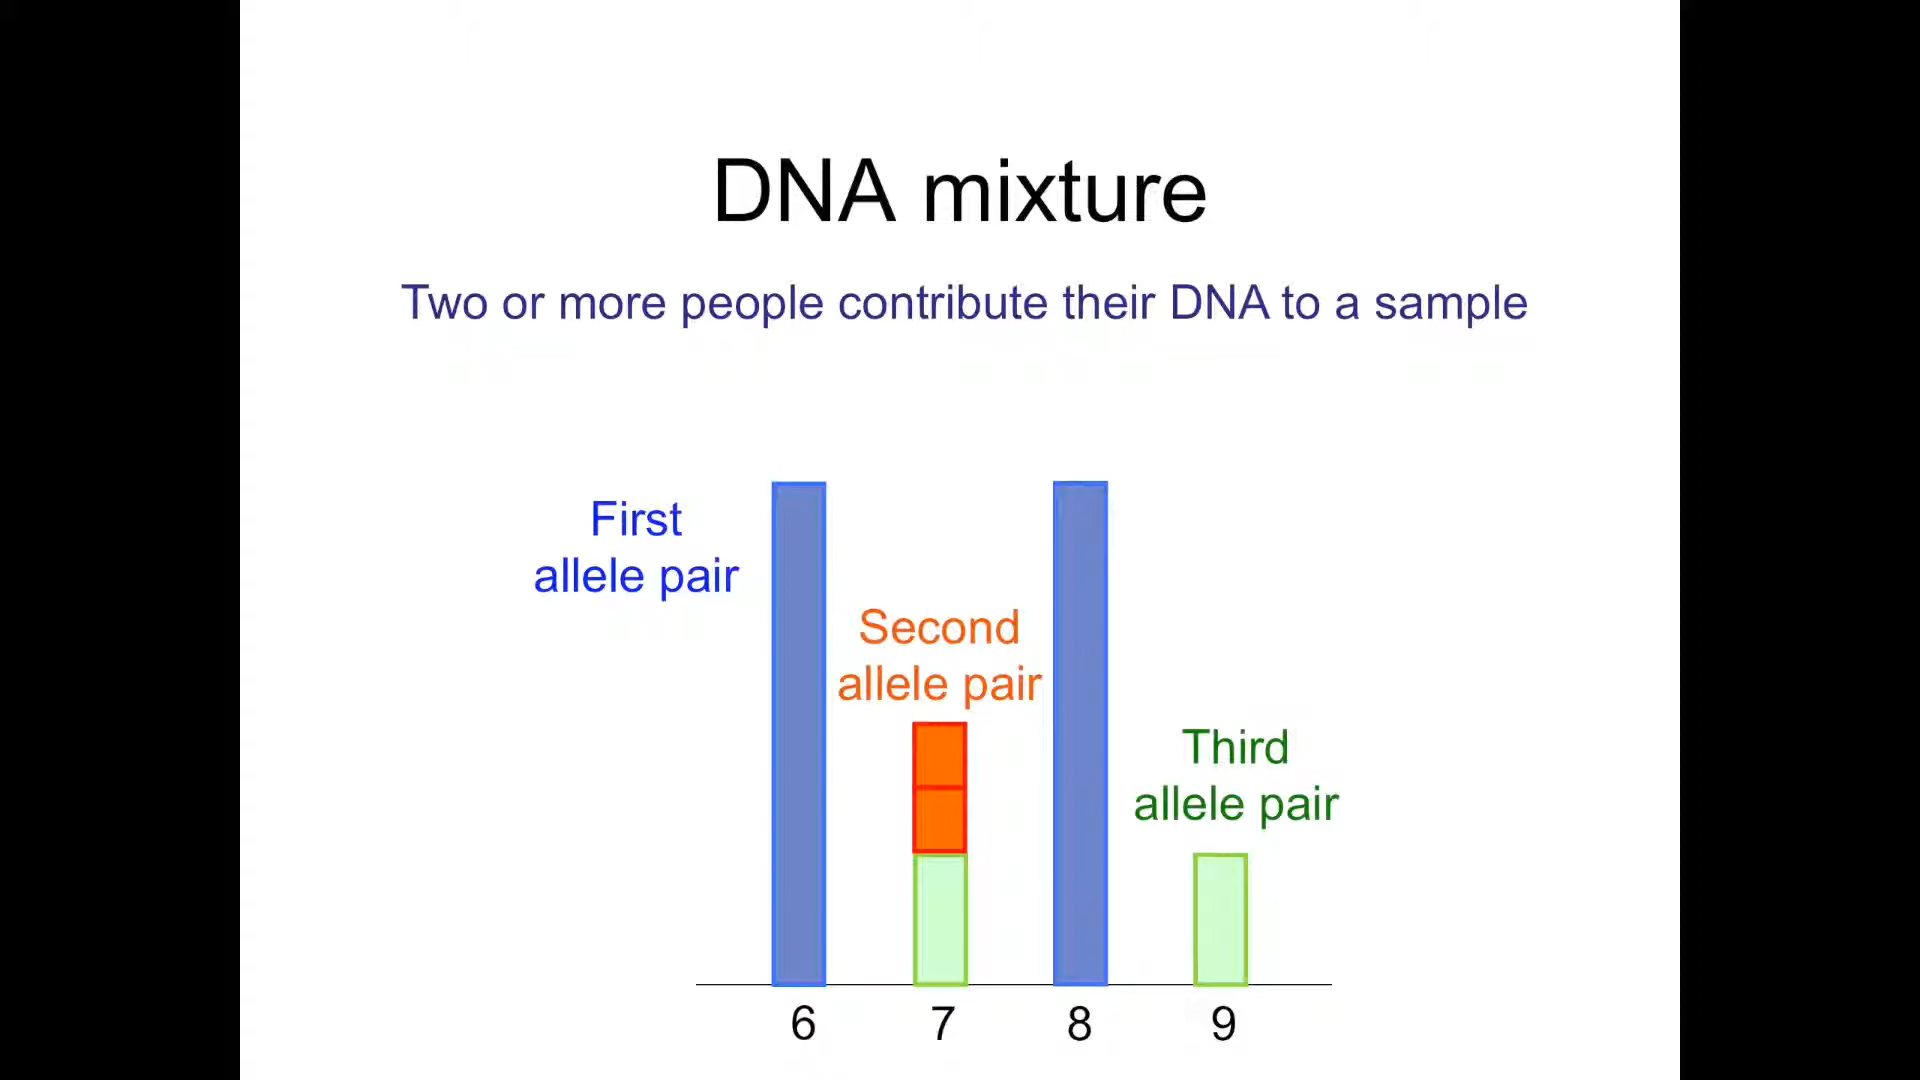 DNA mixture
Two or more people contribute their DNA to a sample
First
allele pair
Second
allele pair
Third
allele pair
6 7 8 9